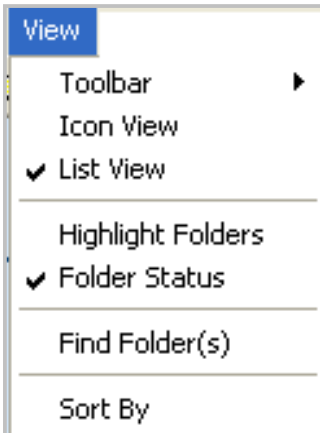 View
Toolbar
Icon View
List View
Highlight Folders
Folder Status
Find Folder(s)
Sort By